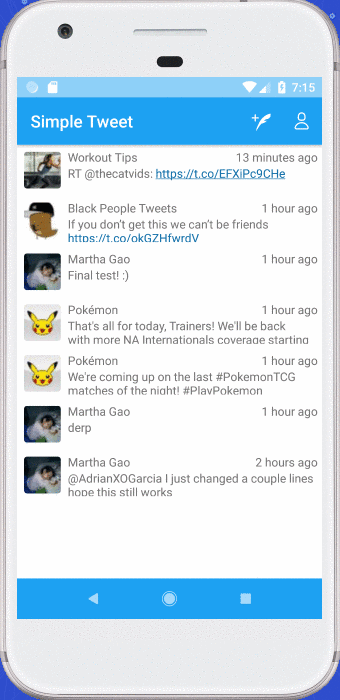 7:15
Simple Tweet
Workout Tips 13 minutes ago
RT @thecatvids: https://t.co/EFXiPc9CHe
Black People Tweets 1 hour ago
If you don't get this we can't be friends
https://t.co/okGZHfwrdV
Martha Gao 1 hour ago
Final test! :)
Pokémon 1 hour ago
That's all for today, Trainers! We'll be back
with more NA Internationals coverage starting
Pokémon 1 hour ago
We're coming up on the last #PokemonTCG
matches of the night! #PlayPokemon
Martha Gao 1 hour ago
derp
Martha Gao 2 hours ago
@AdrianXOGarcia I just changed a couple lines
hope this still works